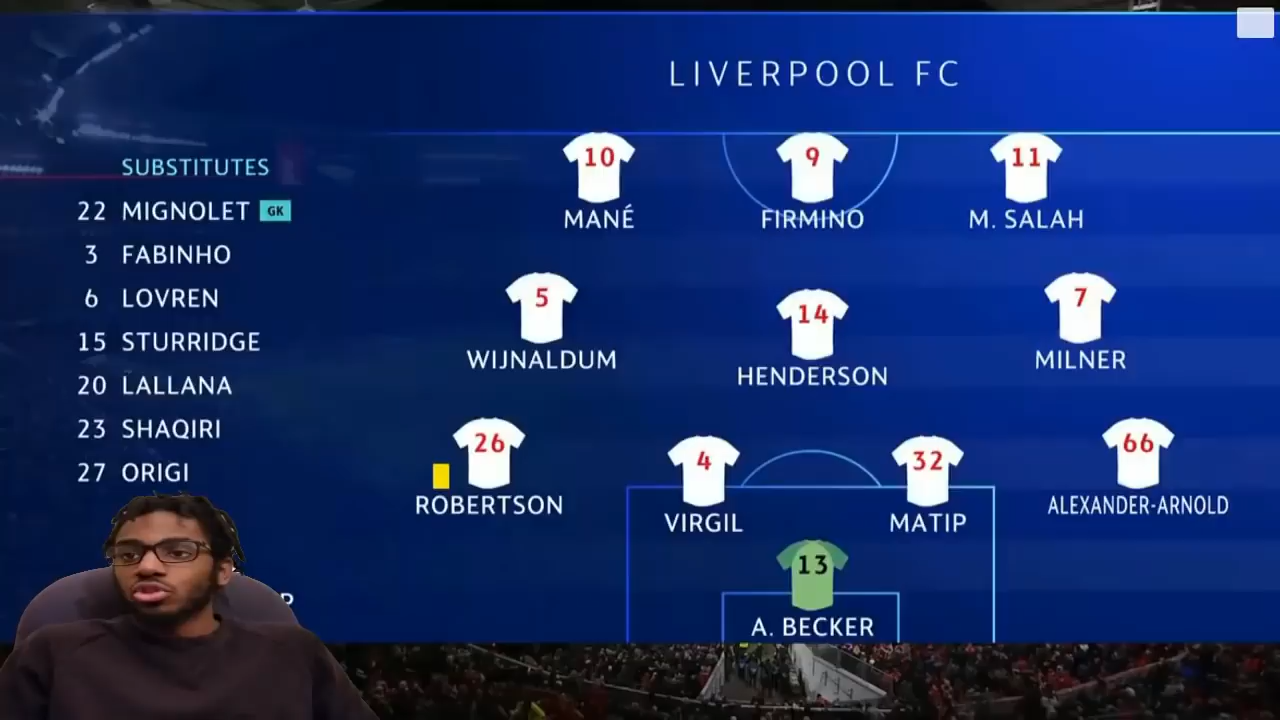 LIVERPOOL FC
SUBSTITUTES
22 MIGNOLET GK
3 FABINHO
6 LOVREN
15 STURRIDGE
20 LALLANA
23 SHAQIRI
27 ORIGI
10 9 11
MANÉ FIRMINO M. SALAH
5 14 7
WIJNALDUM HENDERSON MILNER
26 4 32 66
ROBERTSON VIRGIL MATIP ALEXANDER-ARNOLD
13
A. BECKER